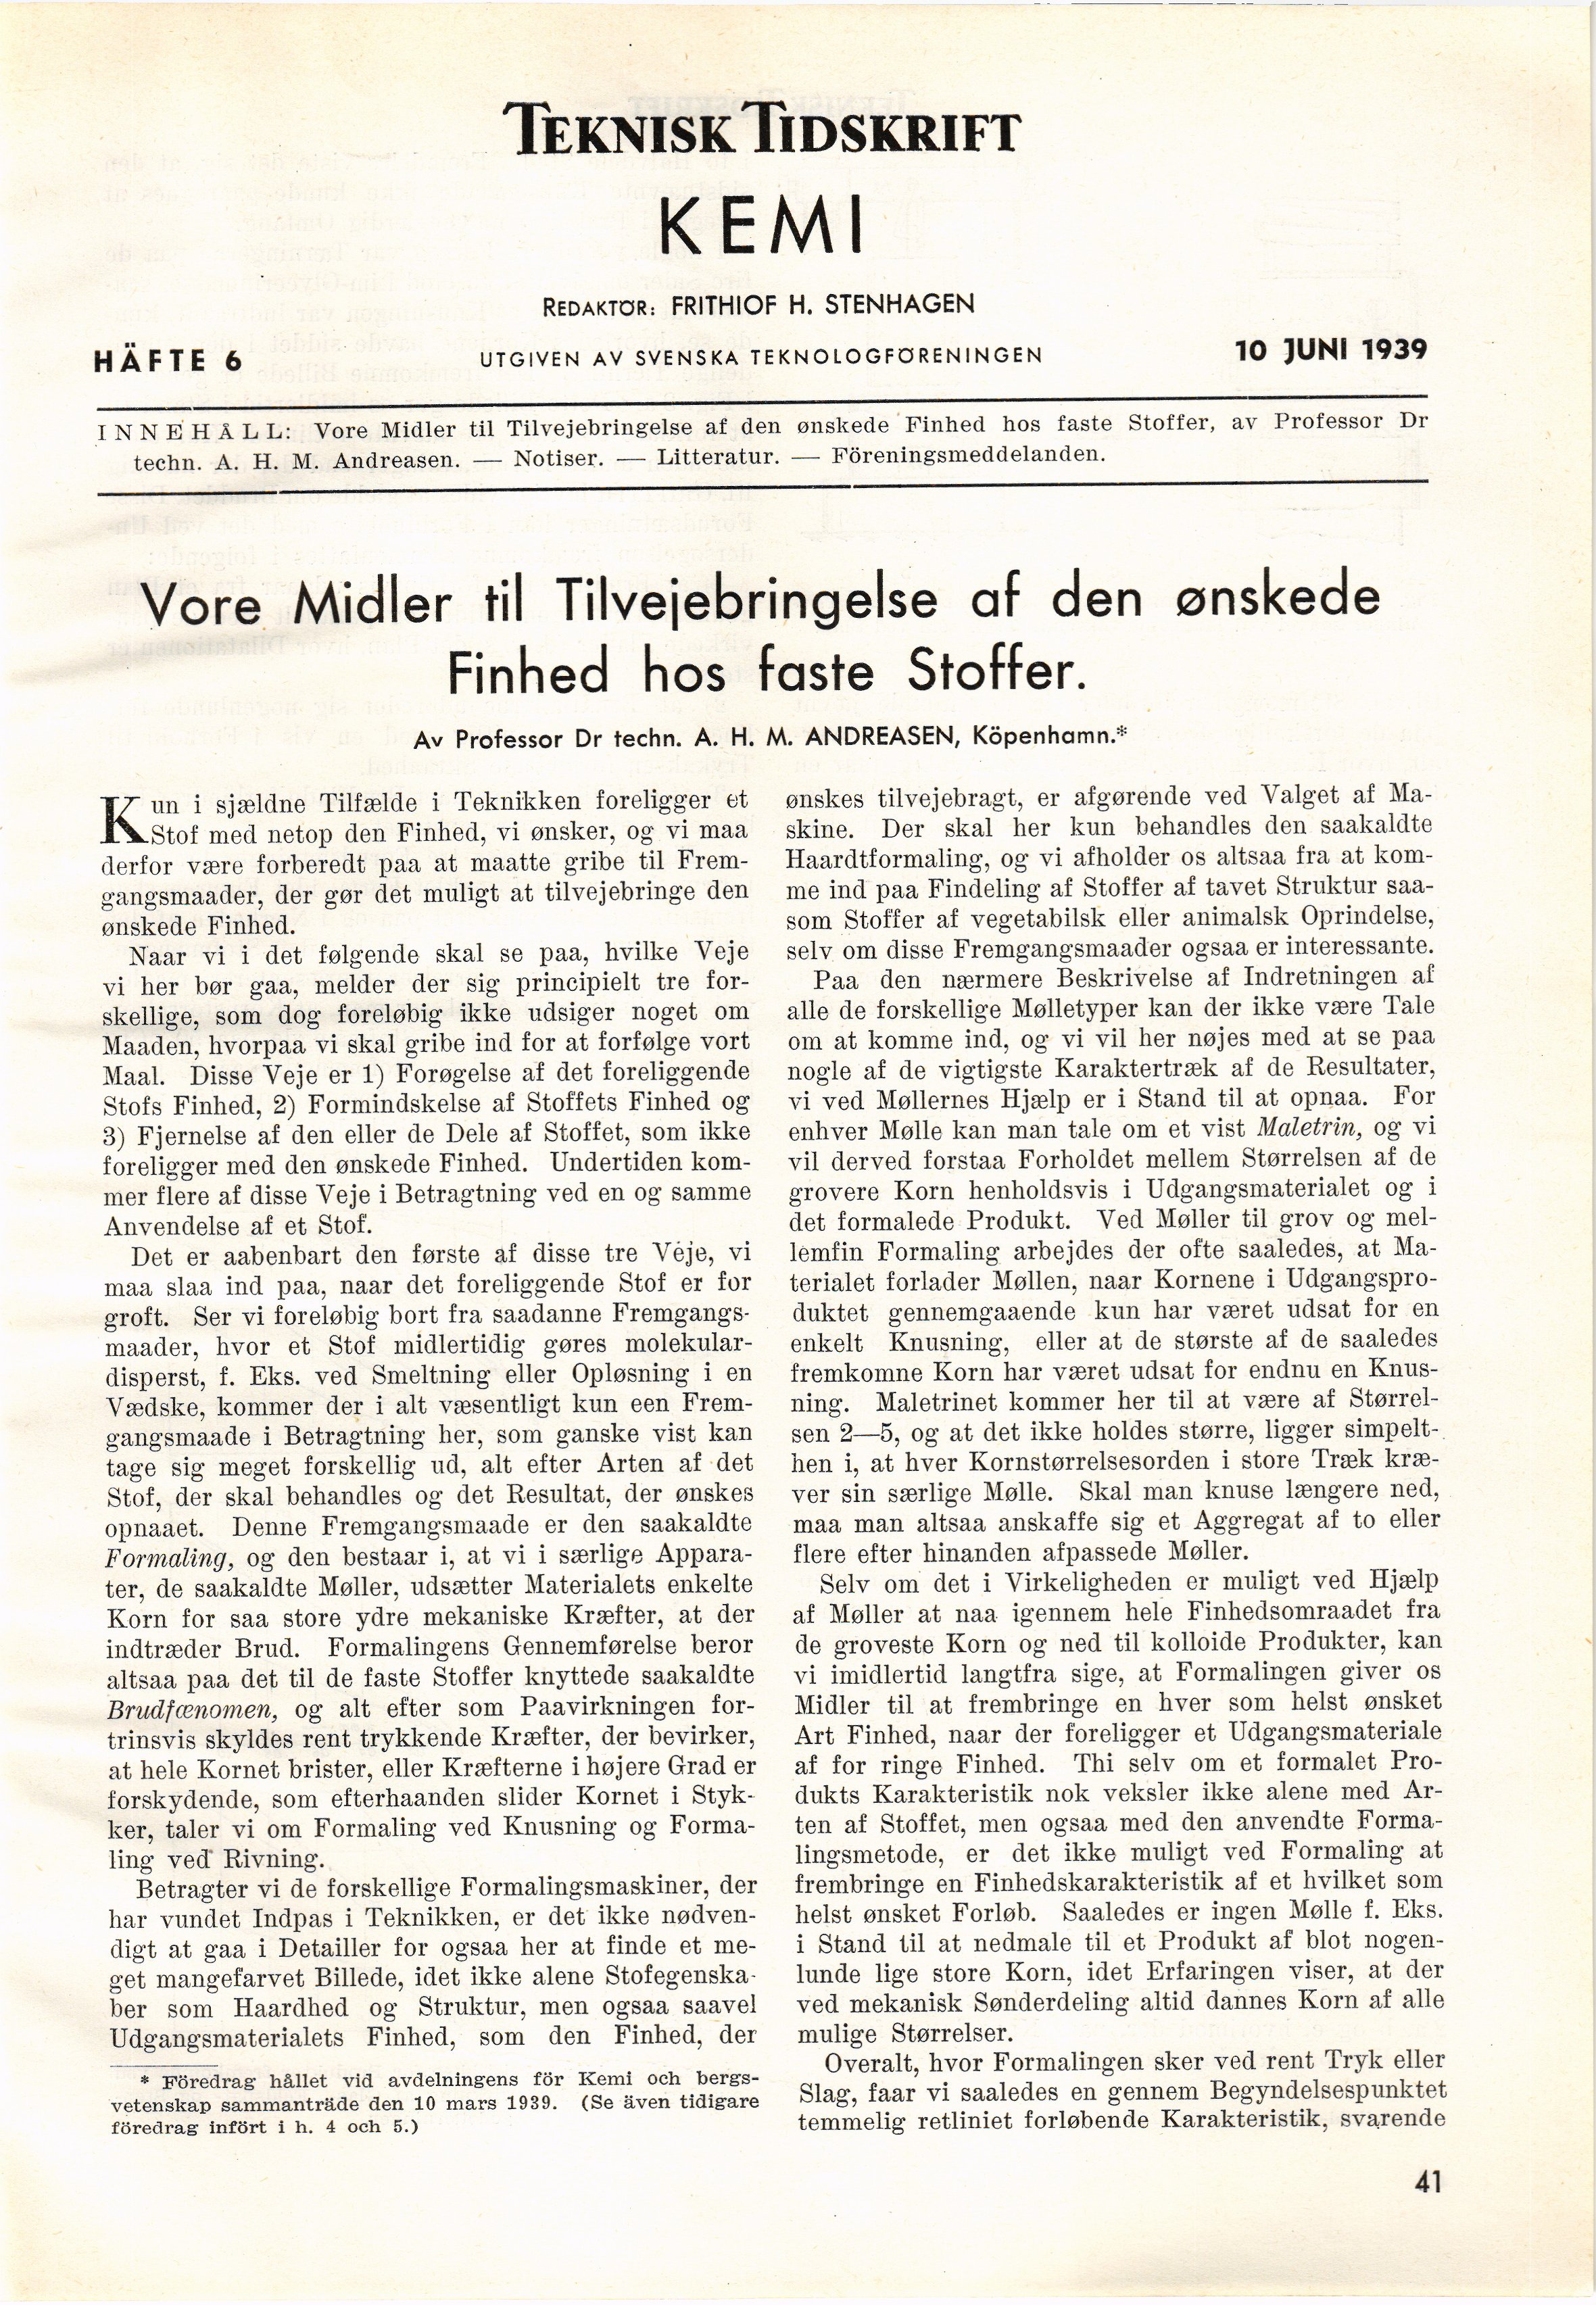 TEKNISK TIDSKRIFT
KEMI
REDAKTÖR: FRITHIOF H. STENHAGEN
HÄFTE 6
UTGIVEN AV SVENSKA TEKNOLOGFÖRENINGEN
10 JUNI 1939
INNEHÅLL: Vore Midler til Tilvejebringelse af den ønskede Finhed hos faste Stoffer, av Professor Dr
techn. A. H. M. Andreasen. — Notiser. — Litteratur. — Föreningsmeddelanden.
Vore Midler til Tilvejebringelse af den ønskede
Finhed hos faste Stoffer.
Av Professor Dr techn. A. H. M. ANDREASEN, Köpenhamn.*
Kun i sjældne Tilfælde i Teknikken foreligger et
Stof med netop den Finhed, vi ønsker, og vi maa
derfor være forberedt paa at maatte gribe til Frem-
gangsmaader, der gør det muligt at tilvejebringe den
ønskede Finhed.
Naar vi i det følgende skal se paa, hvilke Veje
vi her bør gaa, melder der sig principielt tre for-
skellige, som dog foreløbig ikke udsiger noget om
Maaden, hvorpaa vi skal gribe ind for at forfølge vort
Maal. Disse Veje er 1) Forøgelse af det foreliggende
Stofs Finhed, 2) Formindskelse af Stoffets Finhed og
3) Fjernelse af den eller de Dele af Stoffet, som ikke
foreligger med den ønskede Finhed. Undertiden kom-
mer flere af disse Veje i Betragtning ved en og samme
Anvendelse af et Stof.
Det er aabenbart den første af disse tre Veje, vi
maa slaa ind paa, naar det foreliggende Stof er for
groft. Ser vi foreløbig bort fra saadanne Fremgangs-
maader, hvor et Stof midlertidig gøres molekular-
disperst, f. Eks. ved Smeltning eller Opløsning i en
Vædske, kommer der i alt væsentligt kun een Frem-
gangsmaade i Betragtning her, som ganske vist kan
tage sig meget forskellig ud, alt efter Arten af det
Stof, der skal behandles og det Resultat, der ønskes
opnaaet. Denne Fremgangsmaade er den saakaldte
Formaling, og den bestaar i, at vi i særlige Appara-
ter, de saakaldte Møller, udsætter Materialets enkelte
Korn for saa store ydre mekaniske Kræfter, at der
indtræder Brud. Formalingens Gennemførelse beror
altsaa paa det til de faste Stoffer knyttede saakaldte
Brudfænomen, og alt efter som Paavirkningen for-
trinsvis skyldes rent trykkende Kræfter, der bevirker,
at hele Kornet brister, eller Kræfterne i højere Grad er
forskydende, som efterhaanden slider Kornet i Styk-
ker, taler vi om Formaling ved Knusning og Forma-
ling ved Rivning.
Betragter vi de forskellige Formalingsmaskiner, der
har vundet Indpas i Teknikken, er det ikke nødven-
digt at gaa i Detailler for ogsaa her at finde et me-
get mangefarvet Billede, idet ikke alene Stofegenska-
ber som Haardhed og Struktur, men ogsaa saavel
Udgangsmaterialets Finhed, som den Finhed, der
* Föredrag hållet vid avdelningens för Kemi och bergs-
vetenskap sammanträde den 10 mars 1939. (Se även tidigare
föredrag infört i h. 4 och 5.)
ønskes tilvejebragt, er afgørende ved Valget af Ma-
skine. Der skal her kun behandles den saakaldte
Haardtformaling, og vi afholder os altsaa fra at kom-
me ind paa Findeling af Stoffer af tavet Struktur saa-
som Stoffer af vegetabilsk eller animalsk Oprindelse,
selv om disse Fremgangsmaader ogsaa er interessante.
Paa den nærmere Beskrivelse af Indretningen af
alle de forskellige Mølletyper kan der ikke være Tale
om at komme ind, og vi vil her nøjes med at se paa
nogle af de vigtigste Karaktertræk af de Resultater,
vi ved Møllernes Hjælp er i Stand til at opnaa. For
enhver Mølle kan man tale om et vist Maletrin, og vi
vil derved forstaa Forholdet mellem Størrelsen af de
grovere Korn henholdsvis i Udgangsmaterialet og i
det formalede Produkt. Ved Møller til grov og mel-
lemfin Formaling arbejdes der ofte saaledes, at Ma-
terialet forlader Møllen, naar Kornene i Udgangspro-
duktet gennemgaaende kun har været udsat for en
enkelt Knusning, eller at de største af de saaledes
fremkomne Korn har været udsat for endnu en Knus-
ning. Maletrinet kommer her til at være af Størrel-
sen 2—5, og at det ikke holdes større, ligger simpelt-
hen i, at hver Kornstørrelsesorden i store Træk kræ-
ver sin særlige Mølle. Skal man knuse længere ned,
maa man altsaa anskaffe sig et Aggregat af to eller
flere efter hinanden afpassede Møller.
Selv om det i Virkeligheden er muligt ved Hjælp
af Møller at naa igennem hele Finhedsomraadet fra
de groveste Korn og ned til kolloide Produkter, kan
vi imidlertid langtfra sige, at Formalingen giver os
Midler til at frembringe en hver som helst ønsket
Art Finhed, naar der foreligger et Udgangsmateriale
af for ringe Finhed. Thi selv om et formalet Pro-
dukts Karakteristik nok veksler ikke alene med Ar-
ten af Stoffet, men ogsaa med den anvendte Forma-
lingsmetode, er det ikke muligt ved Formaling at
frembringe en Finhedskarakteristik af et hvilket som
helst ønsket Forløb. Saaledes er ingen Mølle f. Eks.
i Stand til at nedmale til et Produkt af blot nogen-
lunde lige store Korn, idet Erfaringen viser, at der
ved mekanisk Sønderdeling altid dannes Korn af alle
mulige Størrelser.
Overalt, hvor Formalingen sker ved rent Tryk eller
Slag, faar vi saaledes en gennem Begyndelsespunktet
temmelig retliniet forløbende Karakteristik, svarende
41